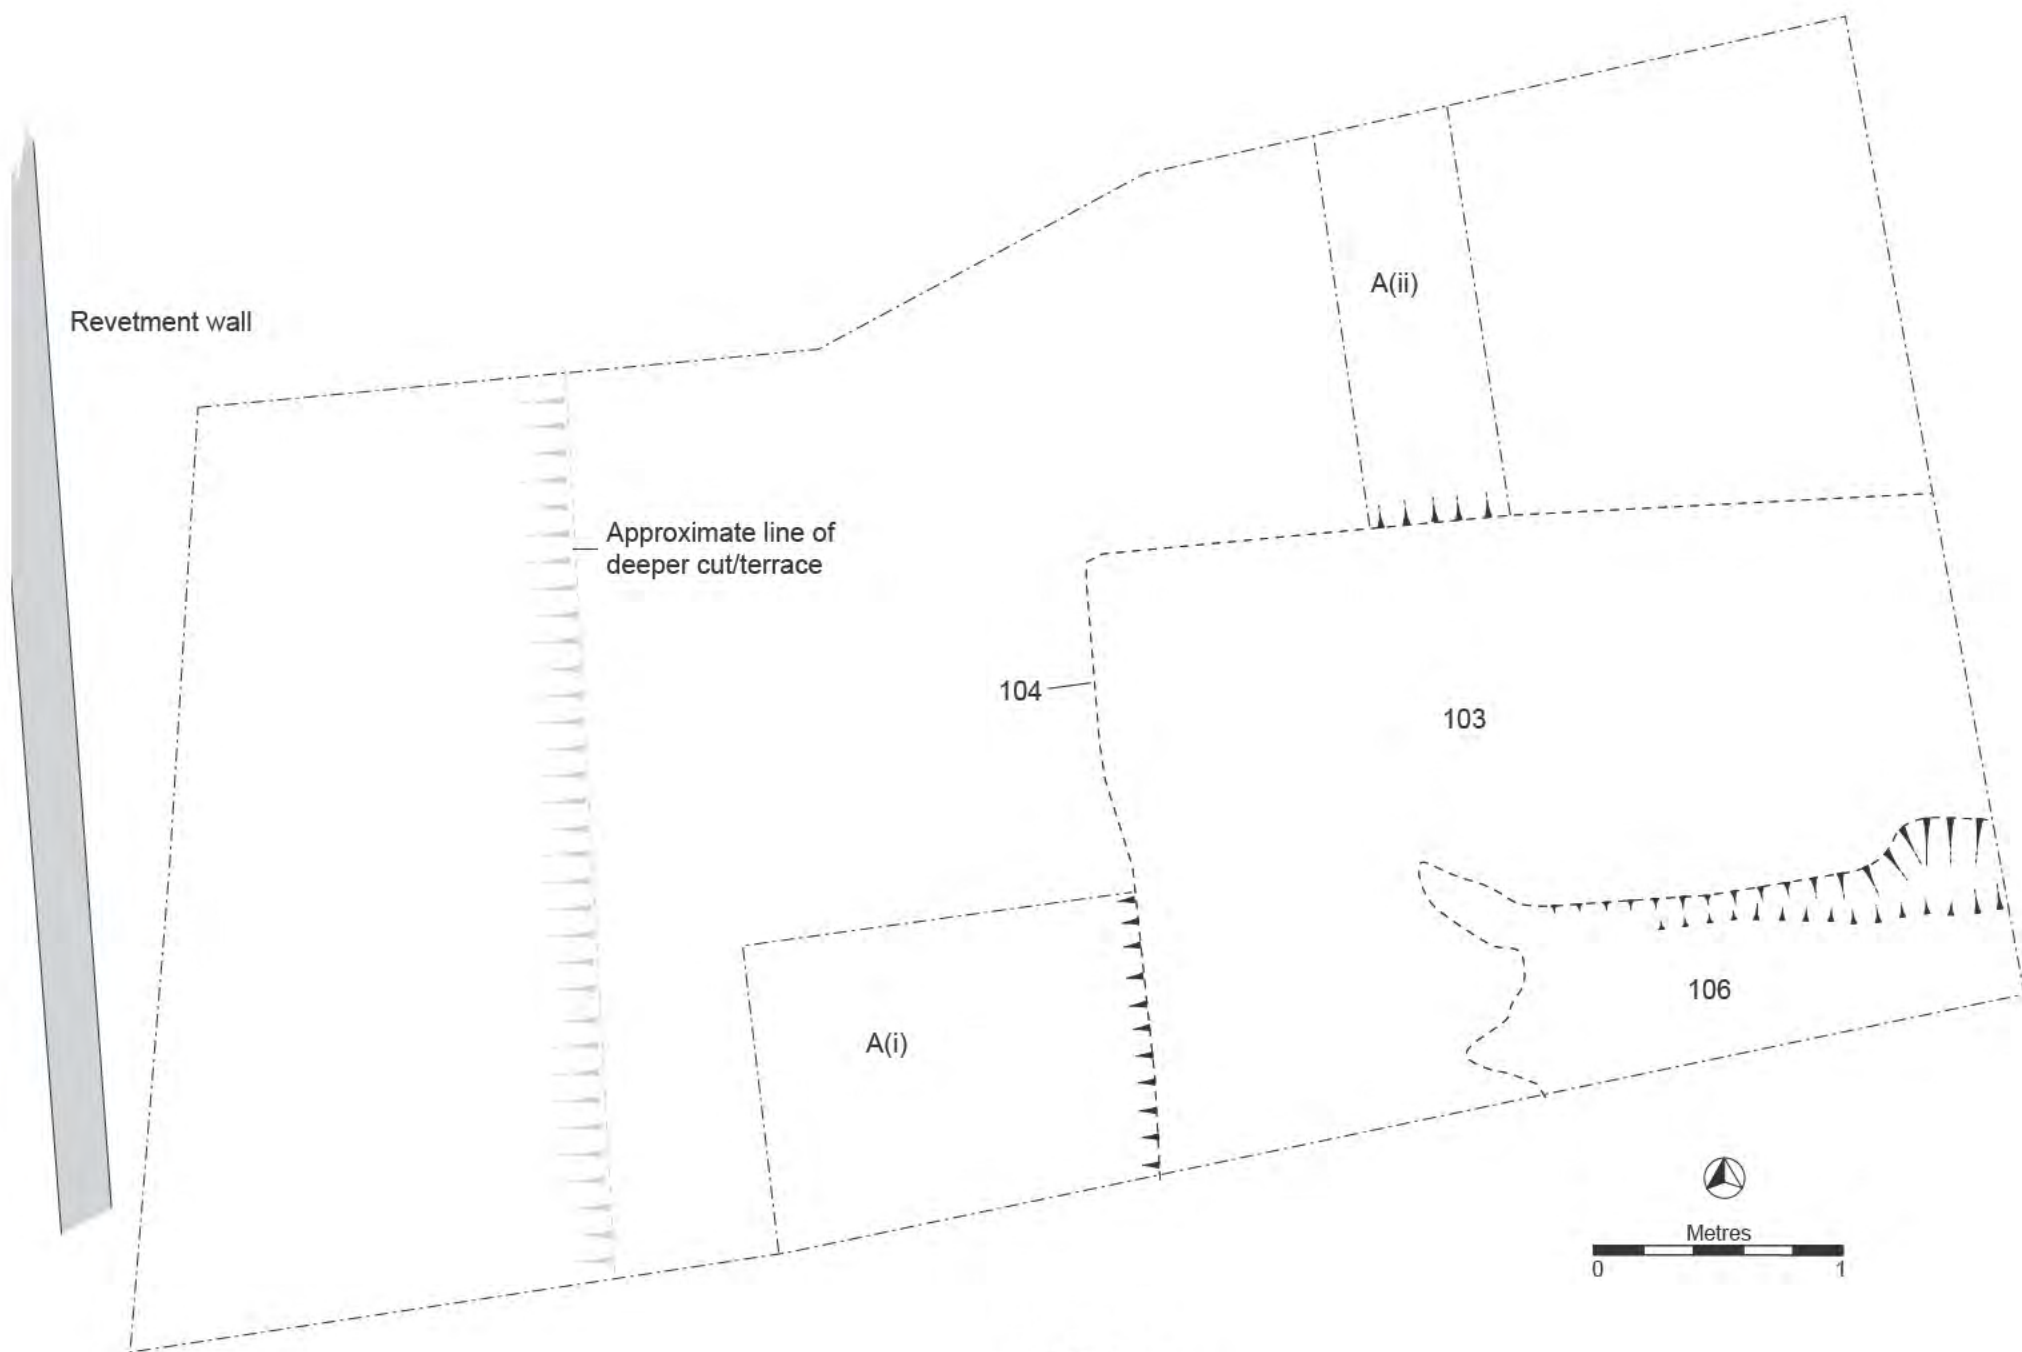 A(ii)
Revetment wall
Approximate line of
deeper cut/terrace
104
103
106
A(i)
Metres
0 1